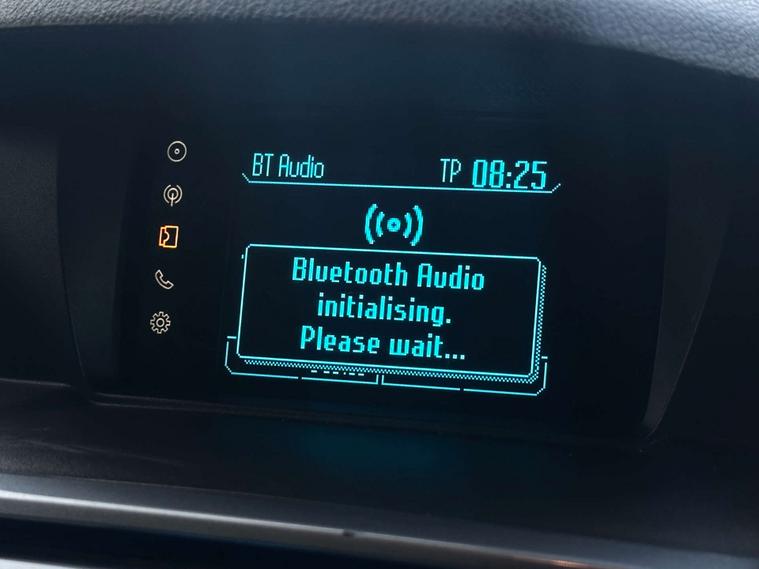 BT Audio TP 08:25
Bluetooth Audio
initialising.
Please wait...